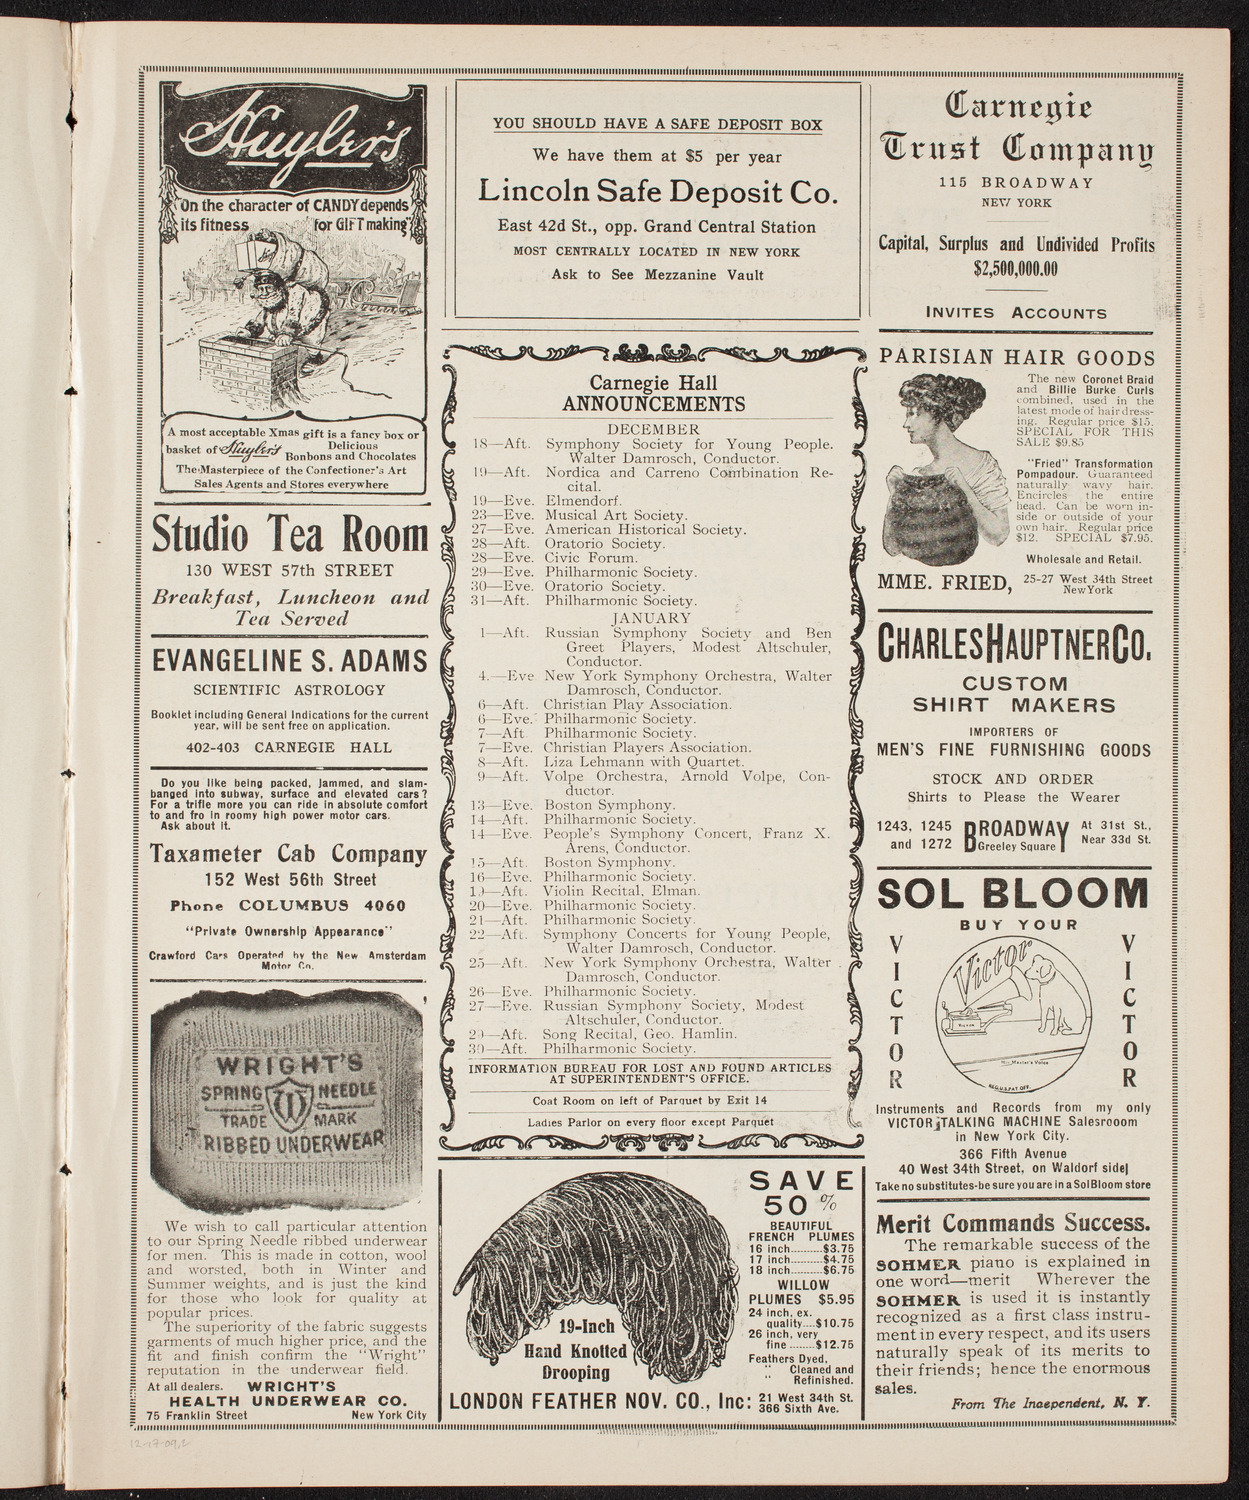 Huyler's
"On the character of CANDY depends
its fitness for GIFT making"
A most acceptable Xmas gift is a fancy box or
basket of Huyler's Delicious
Bonbons and Chocolates
The Masterpiece of the Confectioner's Art
Sales Agents and Stores everywhere
Studio Tea Room
130 WEST 57th STREET
Breakfast, Luncheon and
Tea Served
EVANGELINE S. ADAMS
SCIENTIFIC ASTROLOGY
Booklet including General Indications for the current
year, will be sent free on application.
402-403 CARNEGIE HALL
Do you like being packed, jammed, and slam-
banged into subway, surface and elevated cars?
For a trifle more you can ride in absolute comfort
to and fro in roomy high power motor cars.
Ask about it.
Taxameter Cab Company
152 West 56th Street
Phone COLUMBUS 4060
"Private Ownership Appearance"
Crawford Cars Operated by the New Amsterdam
Motor Co.
WRIGHT'S
SPRING NEEDLE
W
TRADE MARK
RIBBED UNDERWEAR
We wish to call particular attention
to our Spring Needle ribbed underwear
for men. This is made in cotton, wool
and worsted, both in Winter and
Summer weights, and is just the kind
for those who look for quality at
popular prices.
The superiority of the fabric suggests
garments of much higher price, and the
fit and finish confirm the "Wright"
reputation in the underwear field.
At all dealers. WRIGHT'S
HEALTH UNDERWEAR CO.
75 Franklin Street New York City
YOU SHOULD HAVE A SAFE DEPOSIT BOX
We have them at $5 per year
Lincoln Safe Deposit Co.
East 42d St., opp. Grand Central Station
MOST CENTRALLY LOCATED IN NEW YORK
Ask to See Mezzanine Vault
Carnegie Hall
ANNOUNCEMENTS
DECEMBER
18—Aft. Symphony Society for Young People.
Walter Damrosch, Conductor.
19—Aft. Nordica and Carreno Combination Re-
cital.
19—Eve. Elmendorf.
23—Eve. Musical Art Society.
27—Eve. American Historical Society.
28—Aft. Oratorio Society.
28—Eve. Civic Forum.
29—Eve. Philharmonic Society.
30—Eve. Oratorio Society.
31—Aft. Philharmonic Society.
JANUARY
1—Aft. Russian Symphony Society and Ben
Greet Players, Modest Altschuler,
Conductor.
4.—Eve New York Symphony Orchestra, Walter
Damrosch, Conductor.
6—Aft. Christian Play Association.
6—Eve. Philharmonic Society.
7—Aft Philharmonic Society.
7—Eve. Christian Players Association.
8—Aft. Liza Lehmann with Quartet.
9—Aft. Volpe Orchestra, Arnold Volpe, Con-
ductor.
13—Eve. Boston Symphony.
14—Aft. Philharmonic Society.
14—Eve. People's Symphony Concert, Franz X.
Arens, Conductor.
15—Aft. Boston Symphony.
16—Eve. Philharmonic Society.
19—Aft. Violin Recital, Elman.
20—Eve. Philharmonic Society.
21—Aft. Philharmonic Society.
22—Aft. Symphony Concerts for Young People,
Walter Damrosch, Conductor.
25—Aft. New York Symphony Orchestra, Walter
Damrosch, Conductor.
26—Eve. Philharmonic Society.
27—Eve. Russian Symphony Society, Modest
Altschuler, Conductor.
29—Aft. Song Recital, Geo. Hamlin.
30—Aft. Philharmonic Society.
INFORMATION BUREAU FOR LOST AND FOUND ARTICLES
AT SUPERINTENDENT'S OFFICE.
Coat Room on left of Parquet by Exit 14
Ladies Parlor on every floor except Parquet
19-Inch
Hand Knotted
Drooping
SAVE
50 %
BEAUTIFUL
FRENCH PLUMES
16 inch..........$3.75
17 inch..........$4.75
18 inch..........$6.75
WILLOW
PLUMES $5.95
24 inch, ex.
quality....$10.75
26 inch, very
fine ........$12.75
Feathers Dyed,
" Cleaned and
" Refinished.
LONDON FEATHER NOV. CO., Inc: 21 West 34th St.
366 Sixth Ave.
Carnegie
Trust Company
115 BROADWAY
NEW YORK
Capital, Surplus and Undivided Profits
$2,500,000.00
INVITES ACCOUNTS
PARISIAN HAIR GOODS
The new Coronet Braid
and Billie Burke Curls
combined, used in the
latest mode of hairdress-
ing. Regular price $15.
SPECIAL FOR THIS
SALE $9.85
"Fried" Transformation
Pompadour. Guaranteed
naturally wavy hair.
Encircles the entire
head. Can be worn in-
side or outside of your
own hair. Regular price
$12. SPECIAL $7.95.
Wholesale and Retail.
MME. FRIED, 25-27 West 34th Street
New York
CHARLES HAUPTNER CO.
CUSTOM
SHIRT MAKERS
IMPORTERS OF
MEN'S FINE FURNISHING GOODS
STOCK AND ORDER
Shirts to Please the Wearer
1243, 1245
and 1272
BROADWAY
Greeley Square
At 31st St.,
Near 33d St.
SOL BLOOM
BUY YOUR
VICTOR
Victor
VICTOR
His Master's Voice
REG. U.S. PAT. OFF.
VICTOR
Instruments and Records from my only
VICTOR TALKING MACHINE Salesrooom
in New York City.
366 Fifth Avenue
40 West 34th Street, on Waldorf side
Take no substitutes-be sure you are in a Sol Bloom store
Merit Commands Success.
The remarkable success of the
SOHMER piano is explained in
one word—merit Wherever the
SOHMER is used it is instantly
recognized as a first class instru-
ment in every respect, and its users
naturally speak of its merits to
their friends; hence the enormous
sales.
From The Independent, N. Y.
12-17-09,2